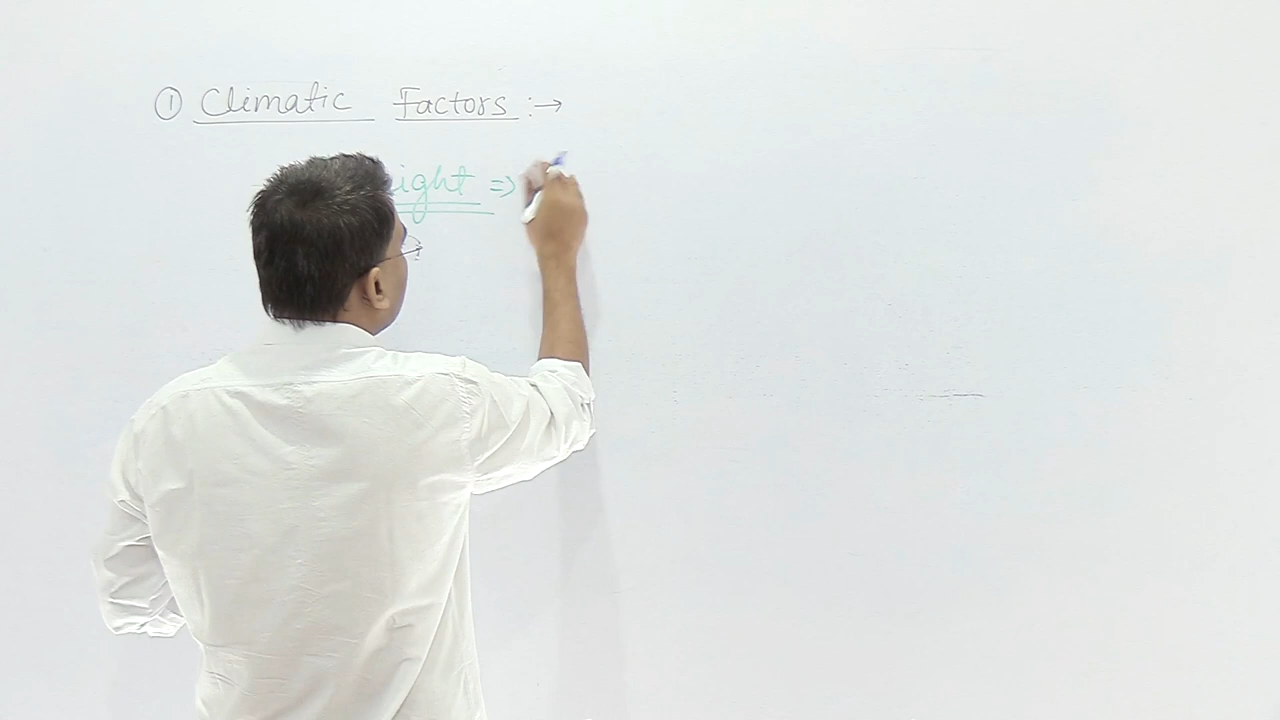 ① Climatic Factors :→
ight ⇒